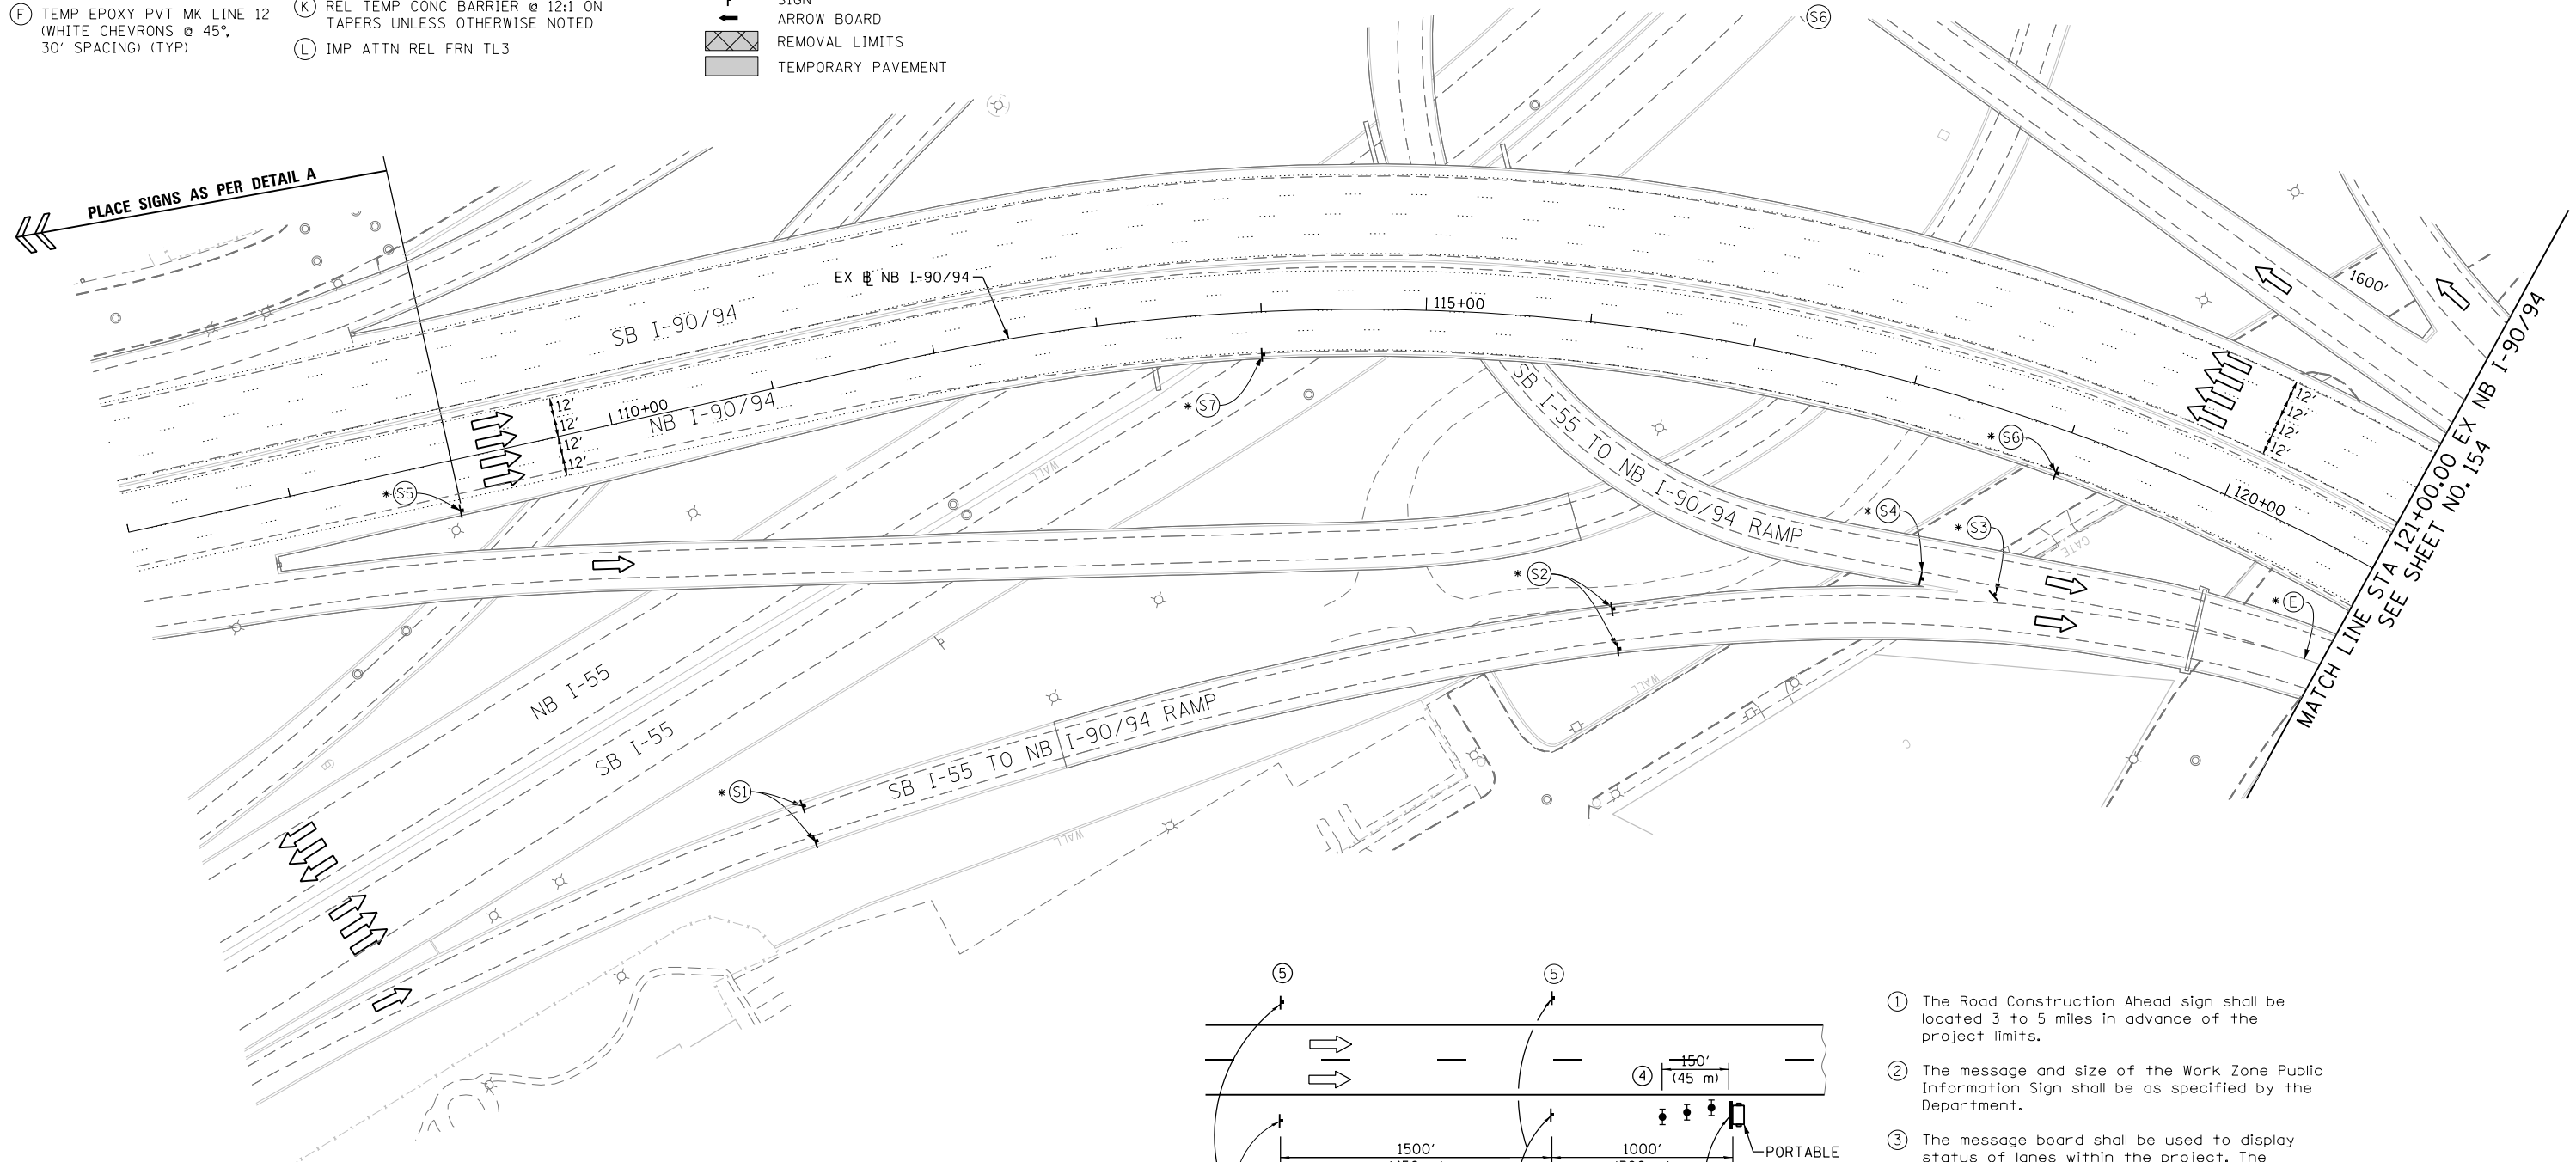 Ⓕ TEMP EPOXY PVT MK LINE 12
(WHITE CHEVRONS @ 45°,
30' SPACING) (TYP)
Ⓚ REL TEMP CONC BARRIER @ 12:1 ON
TAPERS UNLESS OTHERWISE NOTED
Ⓛ IMP ATTN REL FRN TL3
SIGN
ARROW BOARD
REMOVAL LIMITS
TEMPORARY PAVEMENT
S6
PLACE SIGNS AS PER DETAIL A
EX ℄ NB I-90/94
115+00
1600'
SB I-90/94
NB I-90/94
110+00
12'
12'
12'
12'
* S7
* S5
SB I-55 TO NB I-90/94 RAMP
* S6
12'
12'
12'
12'
120+00
* S4
* S3
* S2
* E
GATE
WALL
MATCH LINE STA 121+00.00 EX NB I-90/94
SEE SHEET NO. 154
NB I-55
SB I-55
WALL
SB I-55 TO NB I-90/94 RAMP
* S1
WALL
C
⑤
⑤
150'
④ (45 m)
1500'
1000'
PORTABLE
① The Road Construction Ahead sign shall be
located 3 to 5 miles in advance of the
project limits.
② The message and size of the Work Zone Public
Information Sign shall be as specified by the
Department.
③ The message board shall be used to display
status of lanes within the project. The